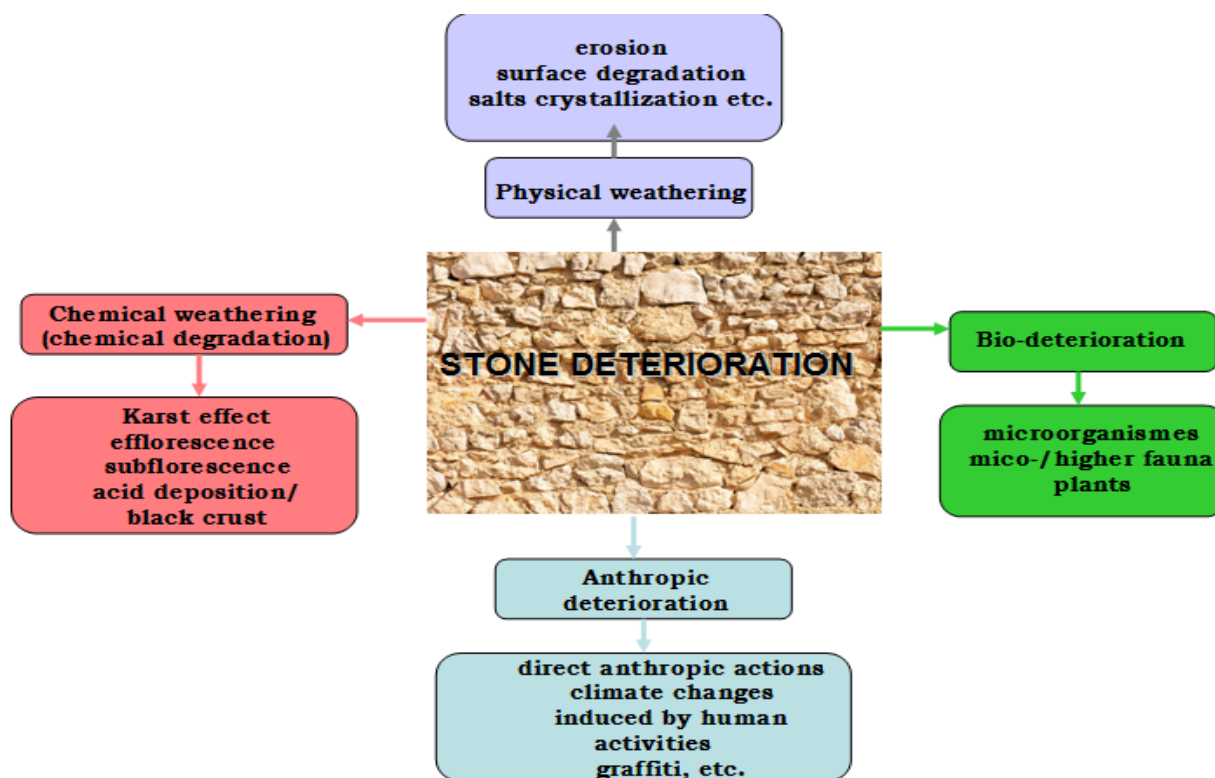 erosion
surface degradation
salts crystallization etc.
Physical weathering
Chemical weathering
(chemical degradation)
Karst effect
efflorescence
subflorescence
acid deposition/
black crust
STONE DETERIORATION
Bio-deterioration
microorganismes
mico-/higher fauna
plants
Anthropic
deterioration
direct anthropic actions
climate changes
induced by human
activities
graffiti, etc.